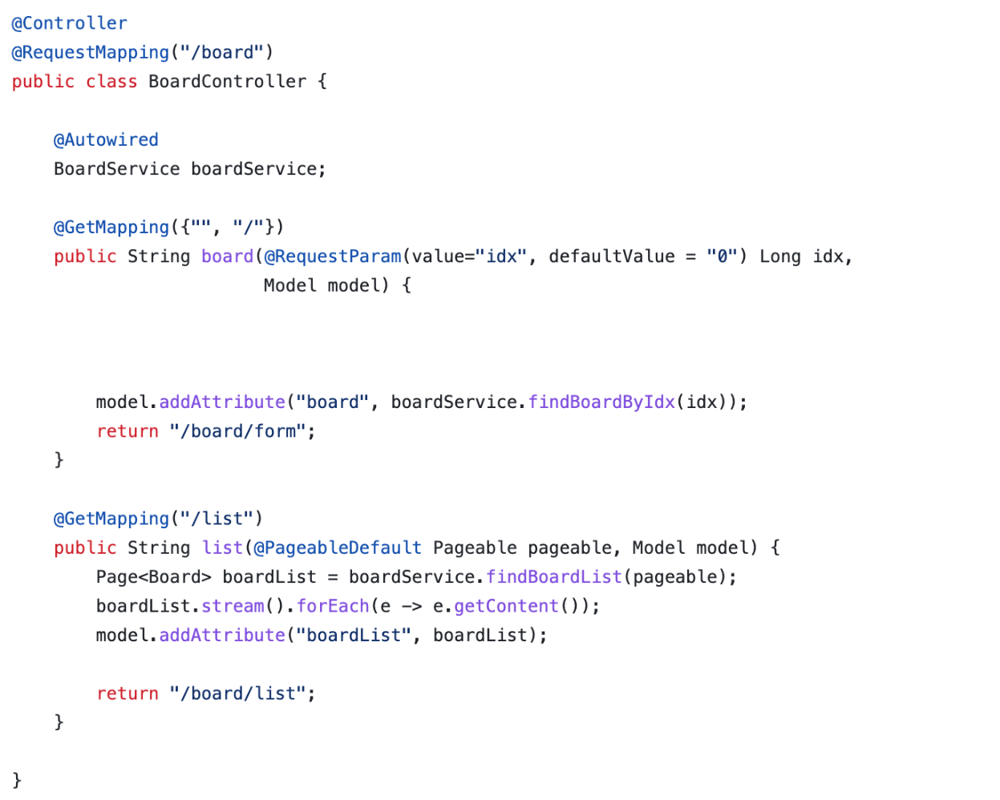 @Controller
@RequestMapping("/board")
public class BoardController {
@Autowired
BoardService boardService;
@GetMapping({"", "/"})
public String board(@RequestParam(value="idx", defaultValue = "0") Long idx,
Model model) {
model.addAttribute("board", boardService.findBoardByIdx(idx));
return "/board/form";
}
@GetMapping("/list")
public String list(@PageableDefault Pageable pageable, Model model) {
Page<Board> boardList = boardService.findBoardList(pageable);
boardList.stream().forEach(e -> e.getContent());
model.addAttribute("boardList", boardList);
return "/board/list";
}
}